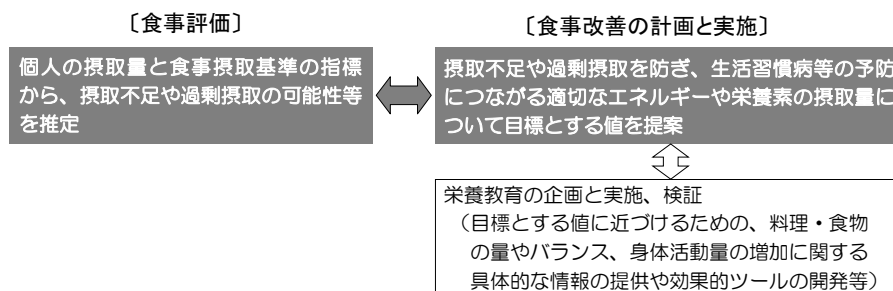 〔食事評価〕
個人の摂取量と食事摂取基準の指標
から、摂取不足や過剰摂取の可能性等
を推定
〔食事改善の計画と実施〕
摂取不足や過剰摂取を防ぎ、生活習慣病等の予防
につながる適切なエネルギーや栄養素の摂取量に
ついて目標とする値を提案
栄養教育の企画と実施、検証
（目標とする値に近づけるための、料理・食物
の量やバランス、身体活動量の増加に関する
具体的な情報の提供や効果的ツールの開発等）